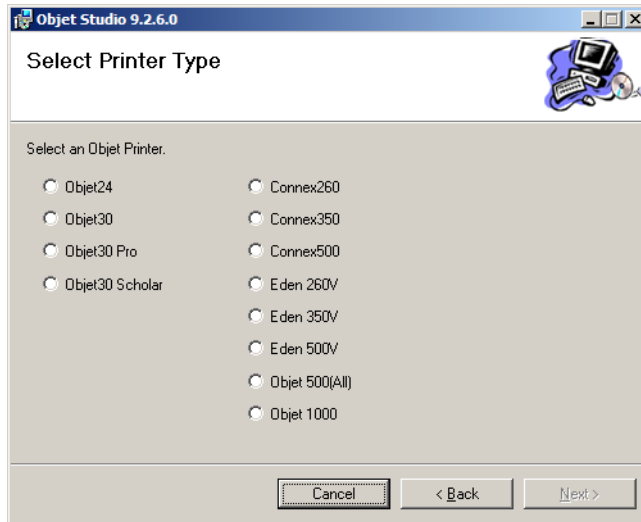 Objet Studio 9.2.6.0
Select Printer Type
Select an Objet Printer.
Objet24
Objet30
Objet30 Pro
Objet30 Scholar
Connex260
Connex350
Connex500
Eden 260V
Eden 350V
Eden 500V
Objet 500(All)
Objet 1000
Cancel
< Back
Next >